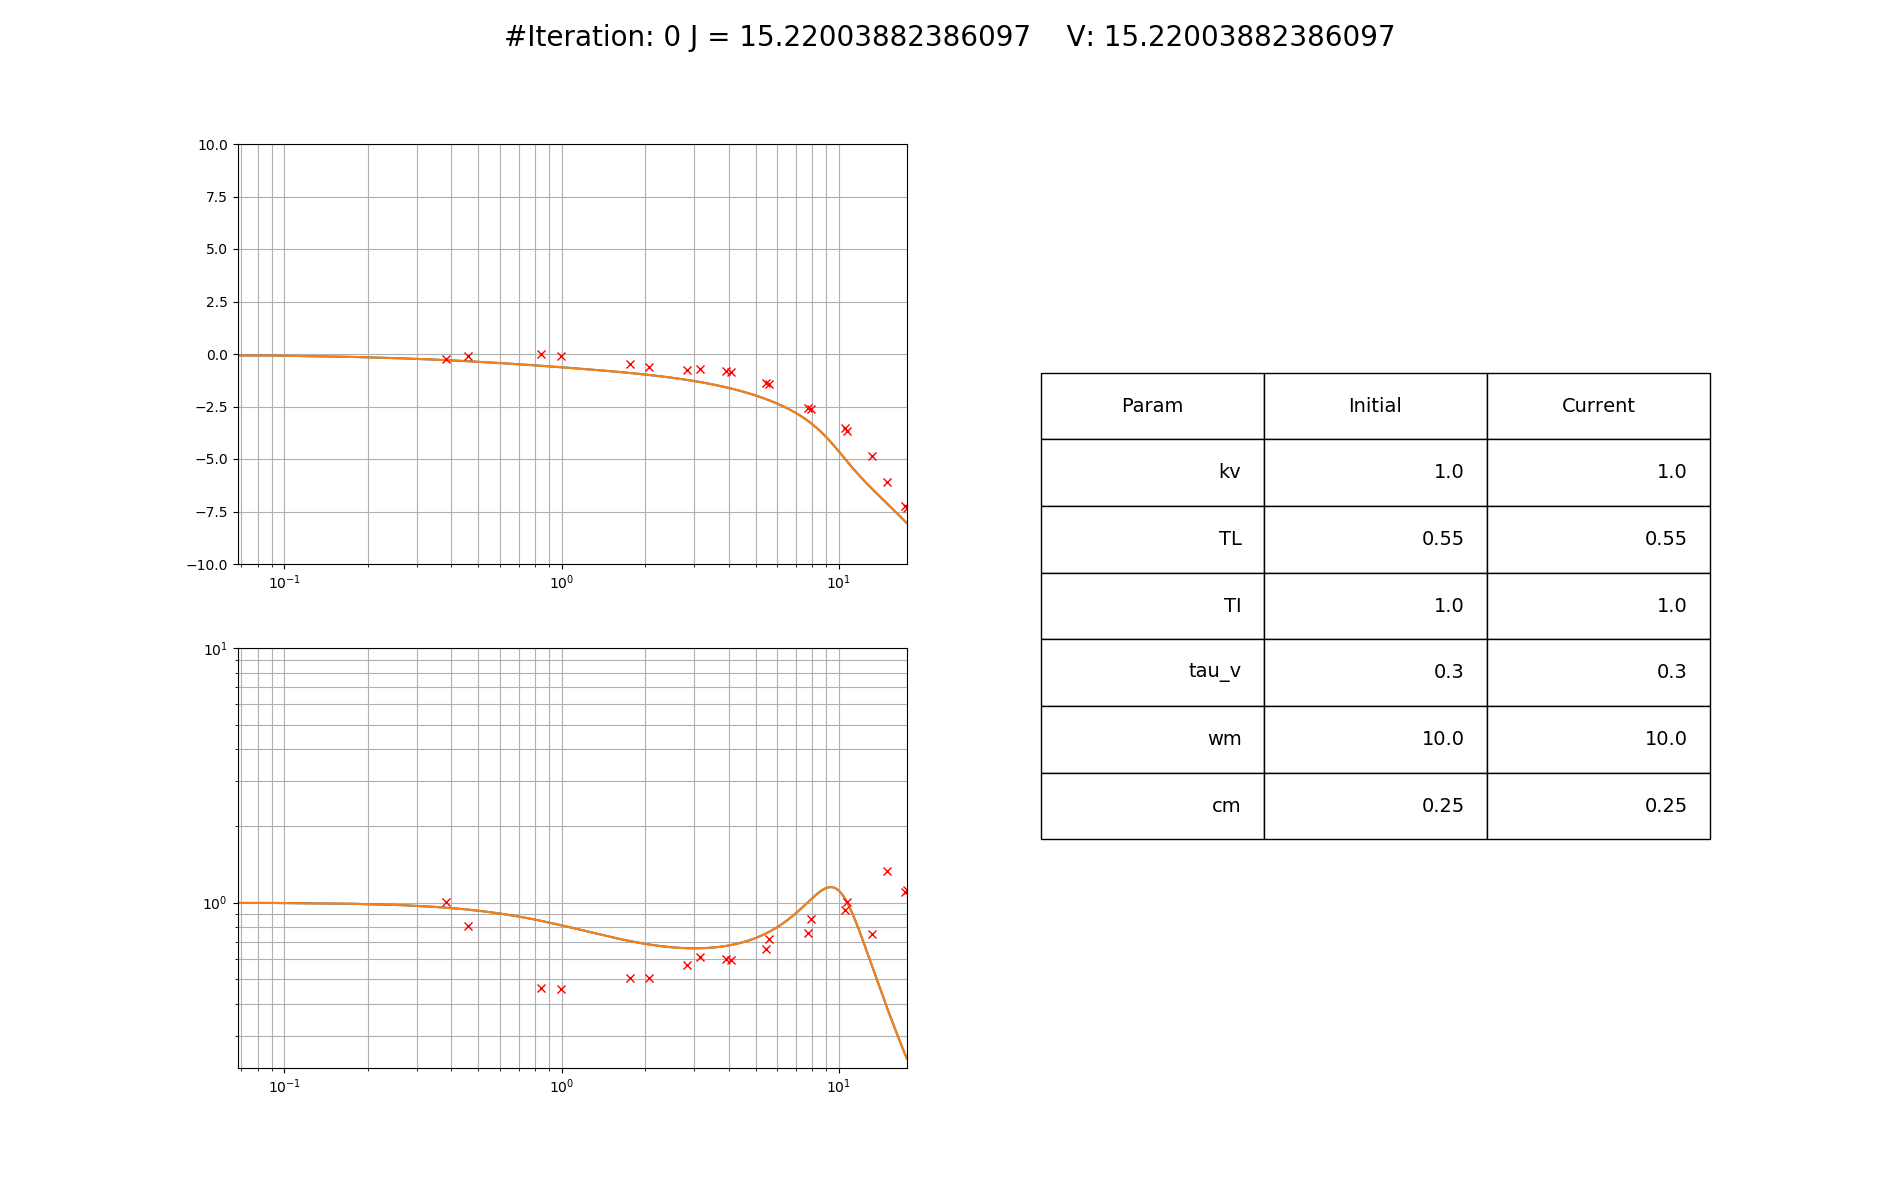 #Iteration: 0 J = 15.22003882386097    V: 15.22003882386097
10.0
7.5
5.0
2.5
0.0
−2.5
−5.0
−7.5
−10.0
10⁻¹ 10⁰ 10¹
10¹
10⁰
10⁻¹ 10⁰ 10¹
Param Initial Current
kv 1.0 1.0
TL 0.55 0.55
TI 1.0 1.0
tau_v 0.3 0.3
wm 10.0 10.0
cm 0.25 0.25